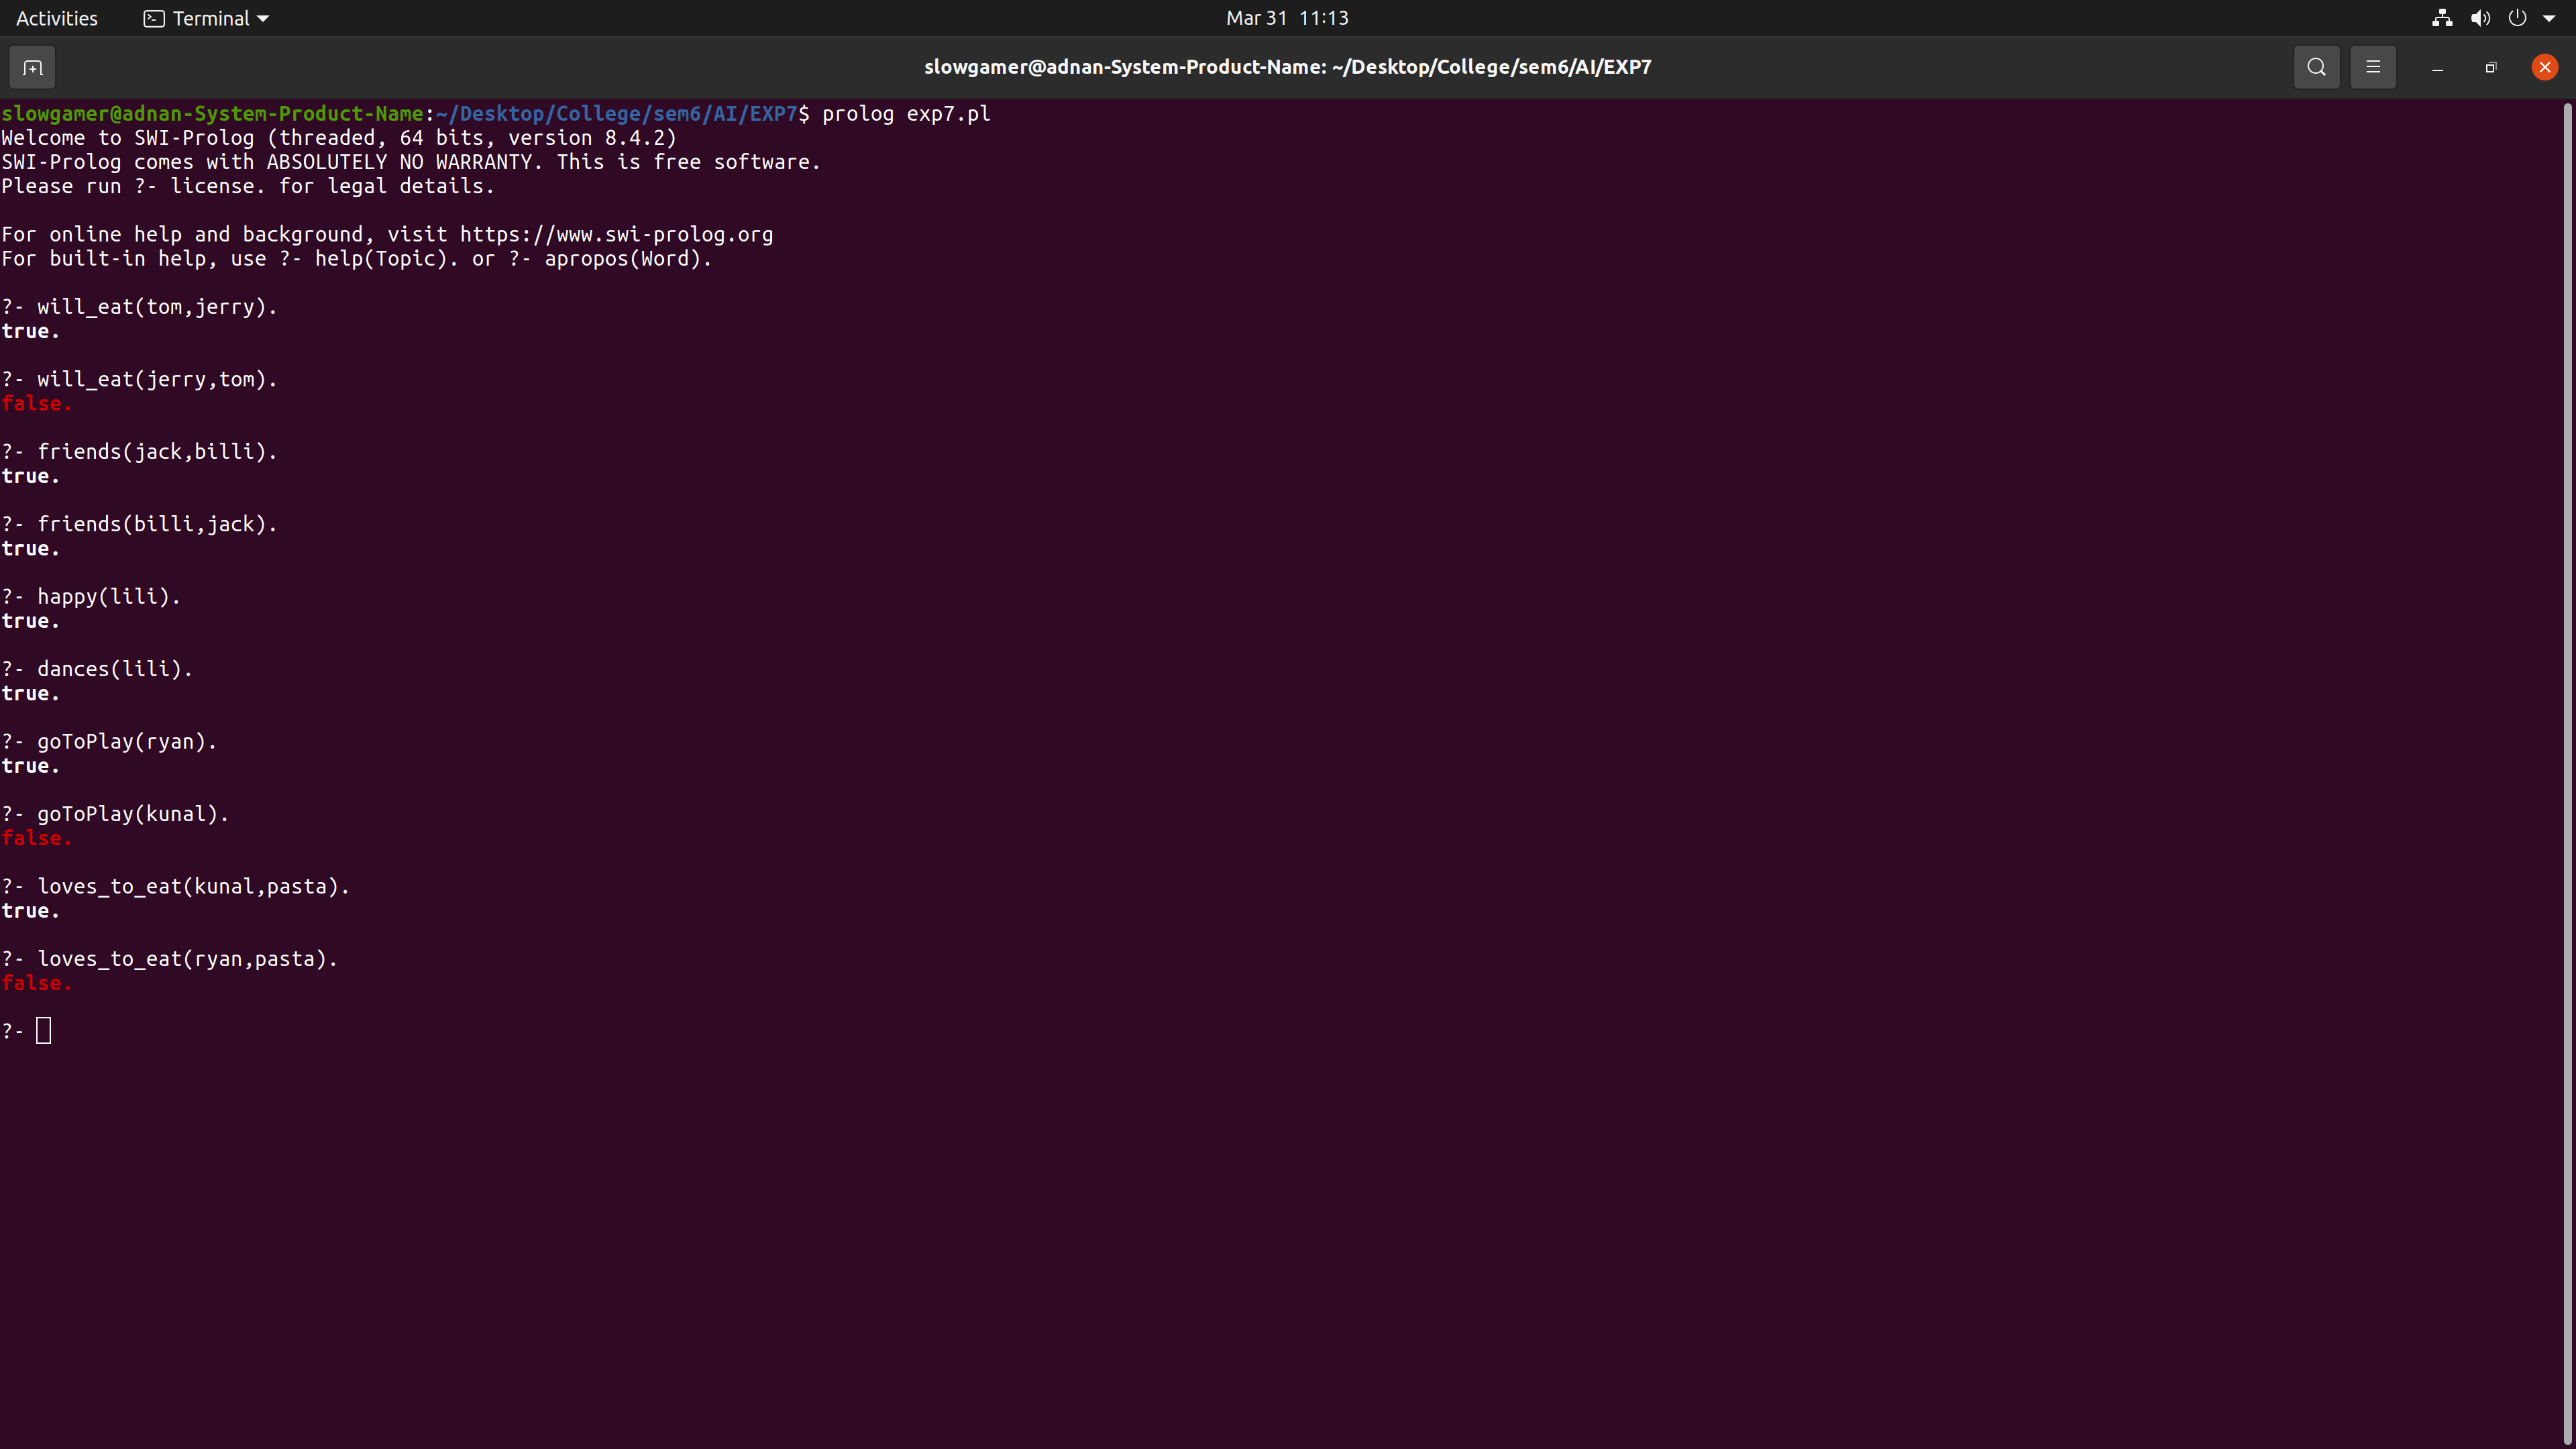 Activities Terminal Mar 31 11:13
slowgamer@adnan-System-Product-Name: ~/Desktop/College/sem6/AI/EXP7
slowgamer@adnan-System-Product-Name:~/Desktop/College/sem6/AI/EXP7$ prolog exp7.pl
Welcome to SWI-Prolog (threaded, 64 bits, version 8.4.2)
SWI-Prolog comes with ABSOLUTELY NO WARRANTY. This is free software.
Please run ?- license. for legal details.
For online help and background, visit https://www.swi-prolog.org
For built-in help, use ?- help(Topic). or ?- apropos(Word).
?- will_eat(tom,jerry).
true.
?- will_eat(jerry,tom).
false.
?- friends(jack,billi).
true.
?- friends(billi,jack).
true.
?- happy(lili).
true.
?- dances(lili).
true.
?- goToPlay(ryan).
true.
?- goToPlay(kunal).
false.
?- loves_to_eat(kunal,pasta).
true.
?- loves_to_eat(ryan,pasta).
false.
?-